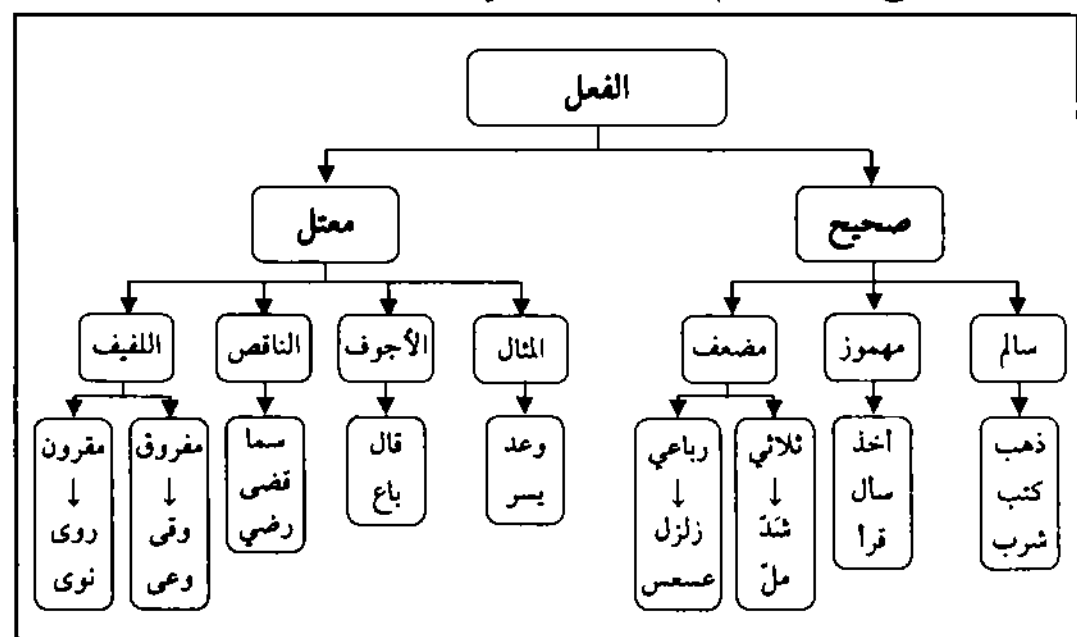 الفعل
صحيح
معتل
سالم
مهموز
مضعف
المثال
الأجوف
الناقص
اللفيف
ذهب
كتب
شرب
أخذ
سأل
قرأ
ثلاثي
↓
شدّ
ملّ
رباعي
↓
زلزل
عسعس
وعد
يسر
قال
باع
سما
قضى
رضي
مفروق
↓
وقى
وعى
مقرون
↓
روى
نوى